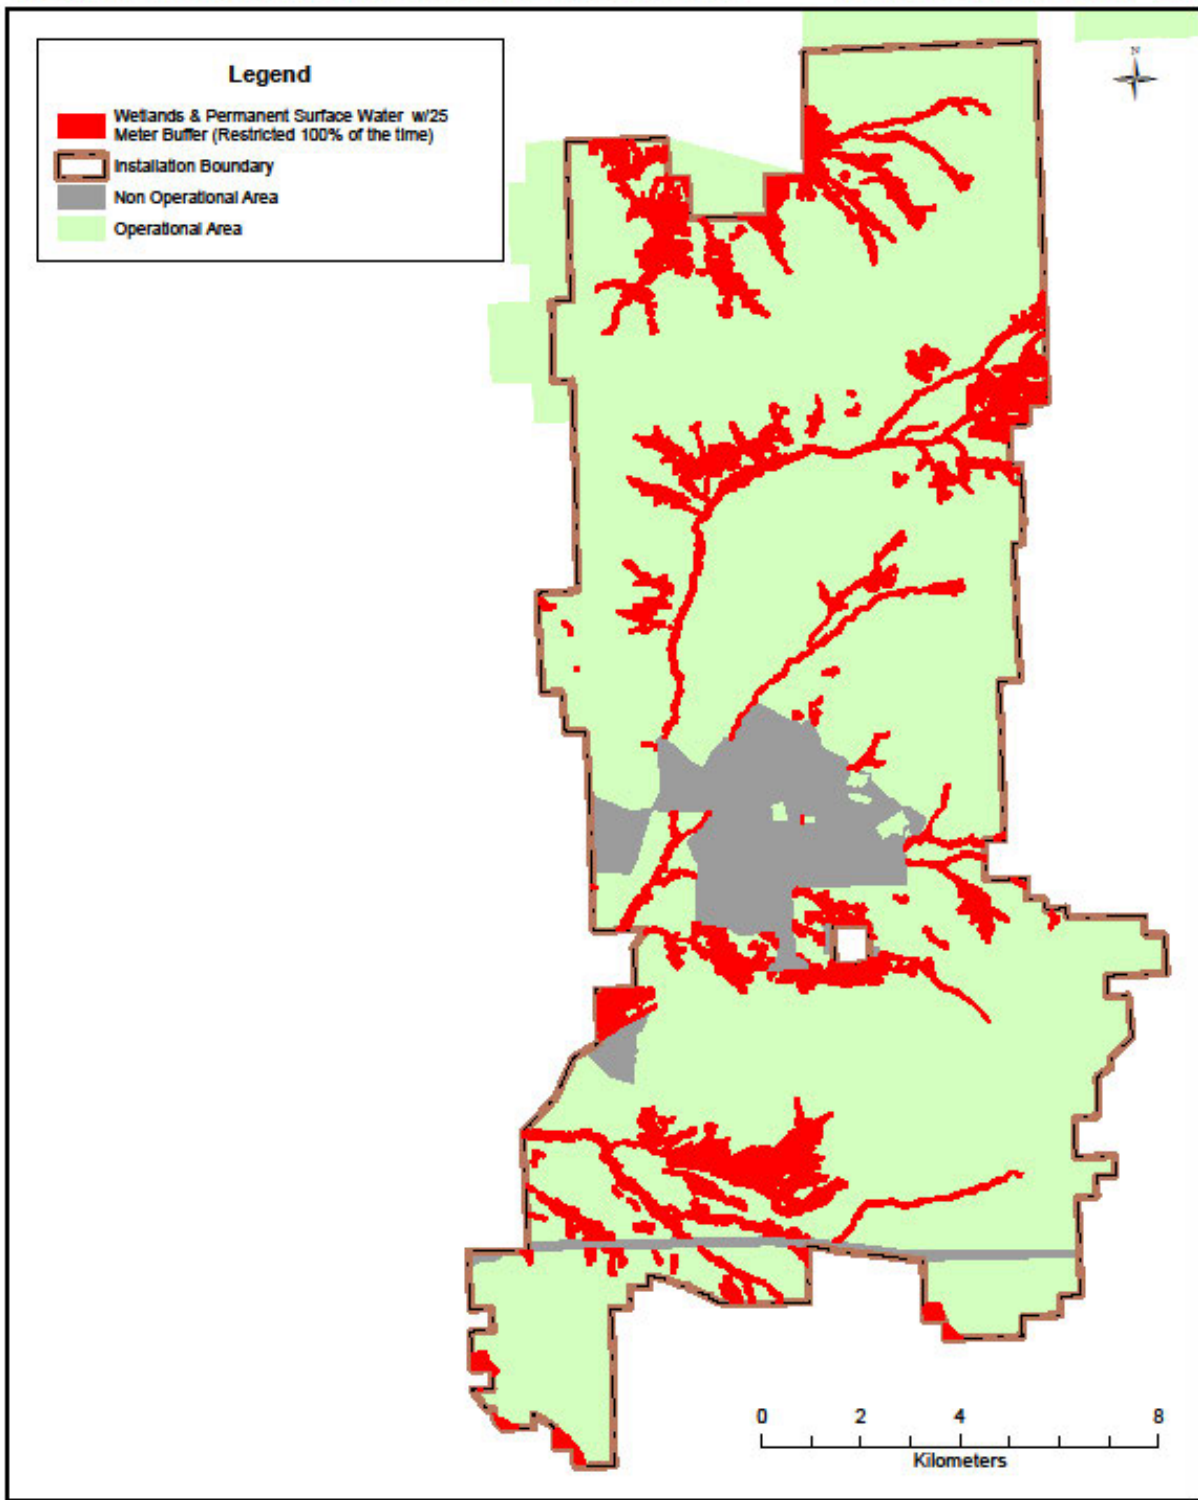 Legend
Wetlands & Permanent Surface Water w/25
Meter Buffer (Restricted 100% of the time)
Installation Boundary
Non Operational Area
Operational Area
N
0 2 4 8
Kilometers